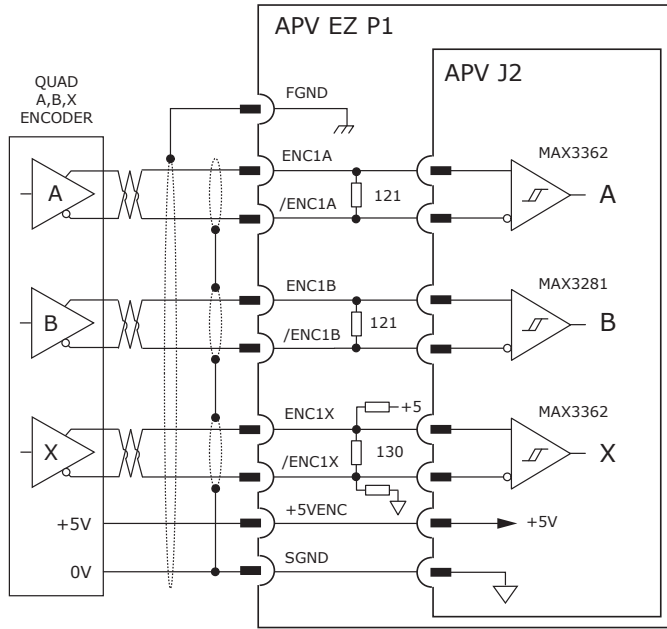 APV EZ P1
APV J2
QUAD
A,B,X
ENCODER
FGND
ENC1A
MAX3362
A
121
A
/ENC1A
ENC1B
MAX3281
B
121
B
/ENC1B
ENC1X
+5
MAX3362
X
130
X
/ENC1X
+5V
+5VENC
+5V
0V
SGND